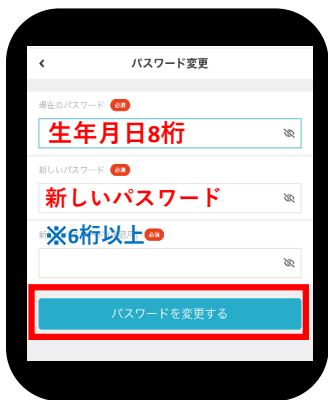 パスワード変更
現在のパスワード 必須
生年月日8桁
新しいパスワード 必須
新しいパスワード
※6桁以上 必須
パスワードを変更する